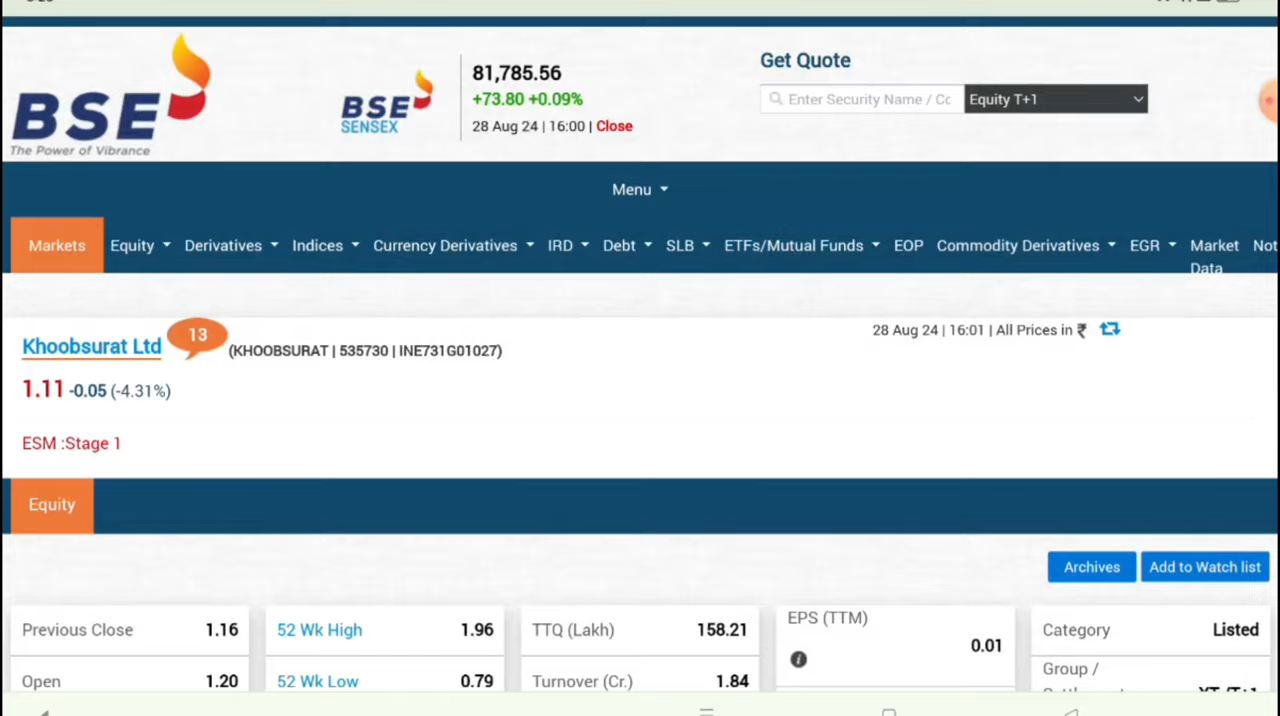 BSE
The Power of Vibrance
BSE
SENSEX
81,785.56
+73.80 +0.09%
28 Aug 24 | 16:00 | Close
Get Quote
Enter Security Name / Cc
Equity T+1
Menu
Markets Equity Derivatives Indices Currency Derivatives IRD Debt SLB ETFs/Mutual Funds EOP Commodity Derivatives EGR Market Data Not
Khoobsurat Ltd 13 (KHOOBSURAT | 535730 | INE731G01027)
28 Aug 24 | 16:01 | All Prices in ₹
1.11 -0.05 (-4.31%)
ESM :Stage 1
Equity
Archives Add to Watch list
Previous Close 1.16 52 Wk High 1.96 TTQ (Lakh) 158.21 EPS (TTM) 0.01 Category Listed
Open 1.20 52 Wk Low 0.79 Turnover (Cr.) 1.84 Group /